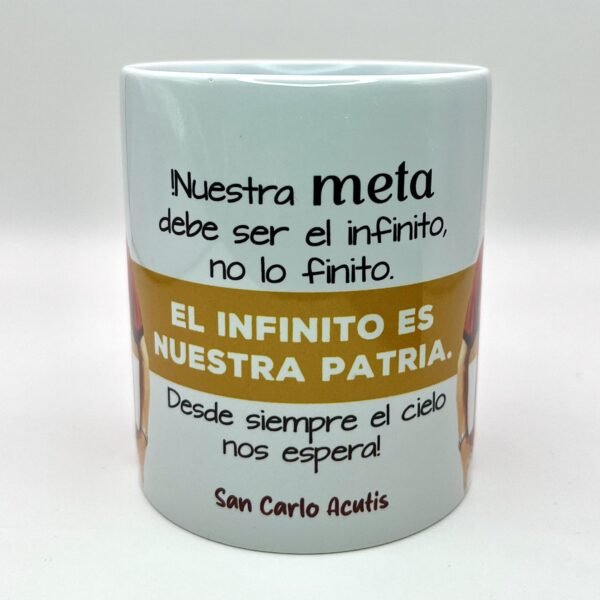 !Nuestra meta
debe ser el infinito,
no lo finito.
EL INFINITO ES
NUESTRA PATRIA.
Desde siempre el cielo
nos espera!
San Carlo Acutis